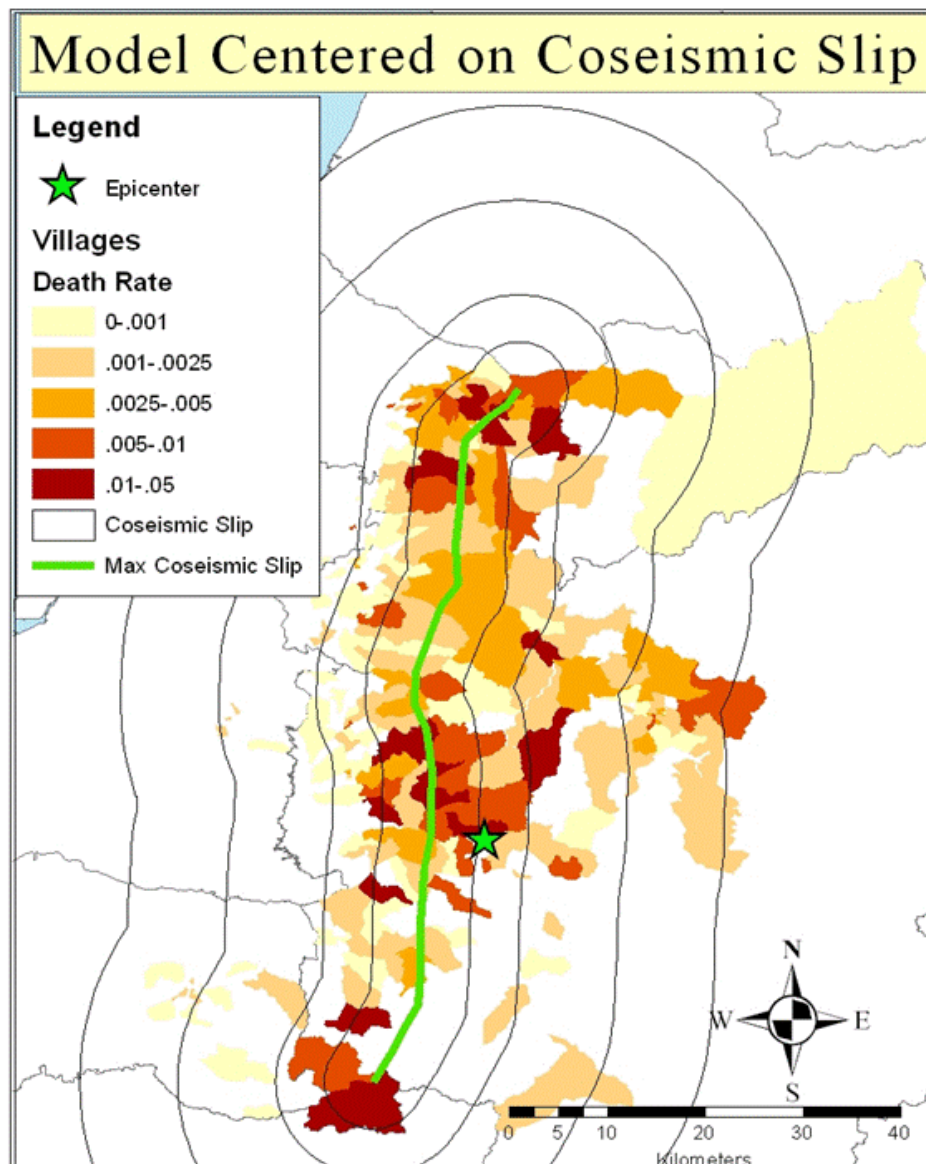 Model Centered on Coseismic Slip
Legend
Epicenter
Villages
Death Rate
0-.001
.001-.0025
.0025-.005
.005-.01
.01-.05
Coseismic Slip
Max Coseismic Slip
N
W E
S
0 5 10 20 30 40
Kilometers